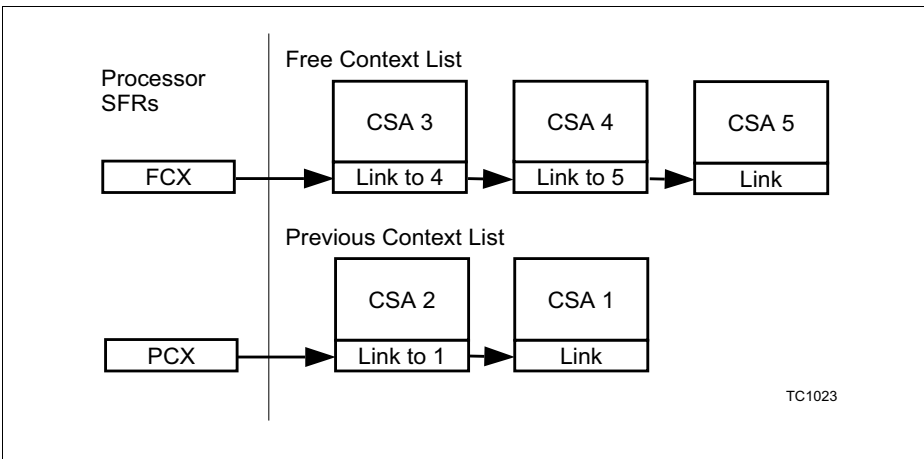 Free Context List
Processor
SFRs
CSA 3
CSA 4
CSA 5
FCX
Link to 4
Link to 5
Link
Previous Context List
CSA 2
CSA 1
PCX
Link to 1
Link
TC1023